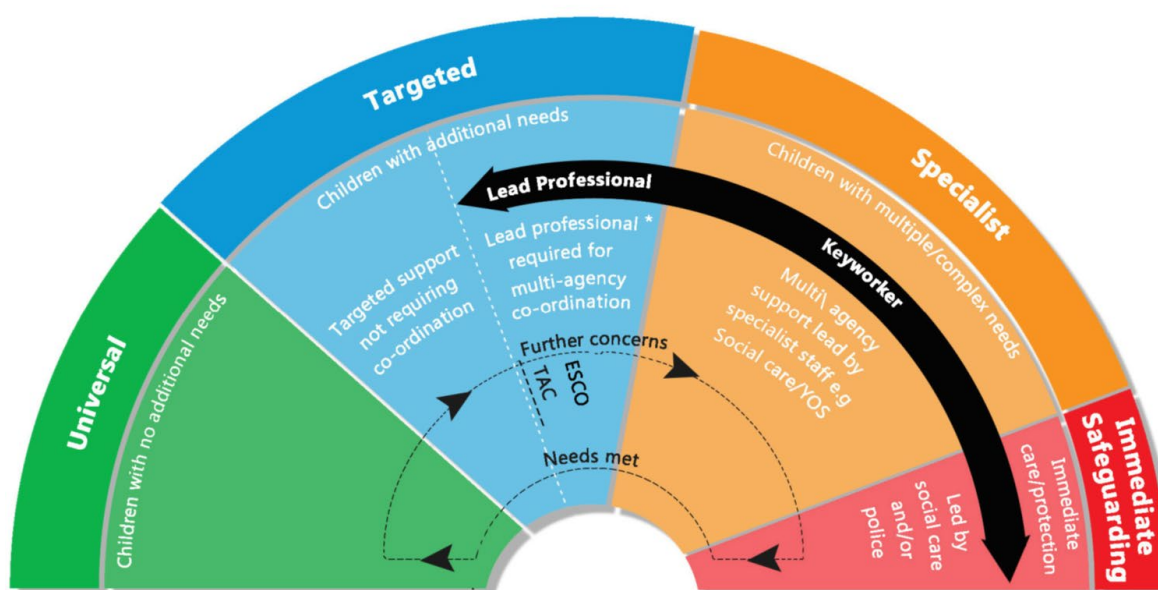 Universal
Children with no additional needs
Targeted
Children with additional needs
Targeted support
not requiring
co-ordination
Lead Professional
Lead professional *
required for
multi-agency
co-ordination
Further concerns
ESCO
TAC
Needs met
Specialist
Children with multiple/complex needs
Keyworker
Multi\ agency
support lead by
specialist staff e.g
Social care/YOS
Immediate
Safeguarding
Immediate
care/protection
Led by
social care
and/or
police